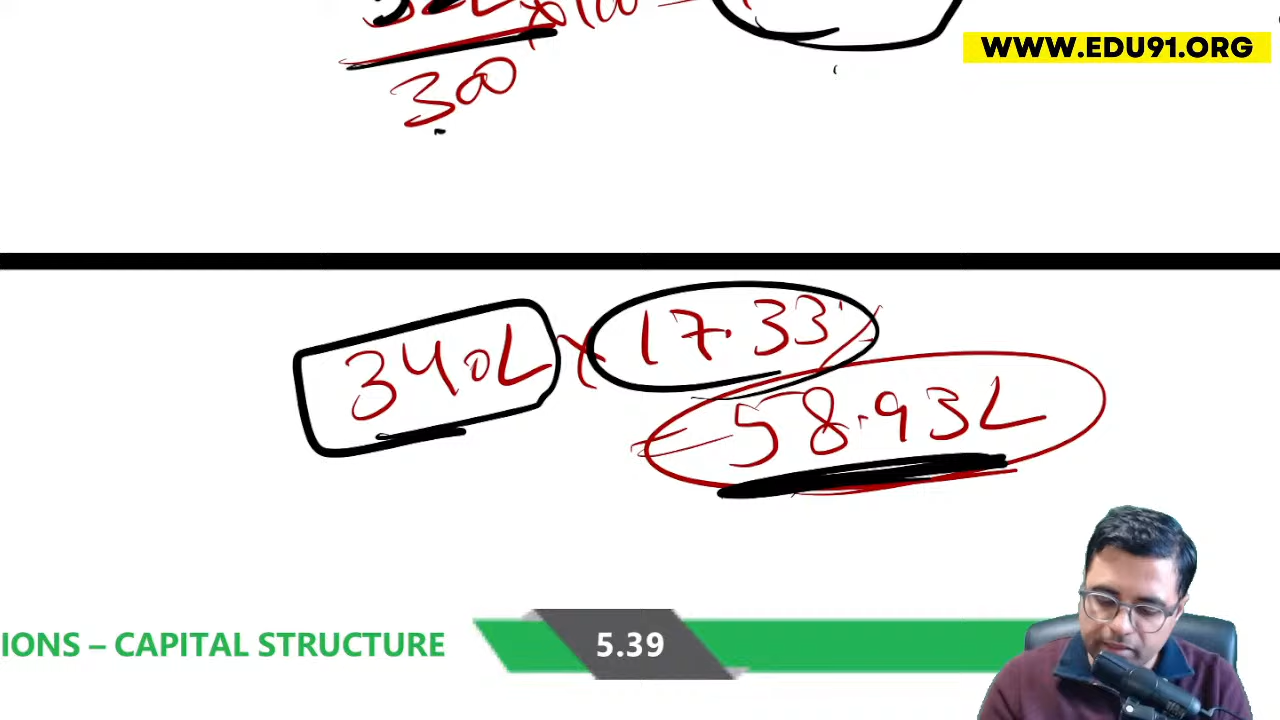 WWW.EDU91.ORG
300
340L × 17.33%
= 58.93L
IONS – CAPITAL STRUCTURE 5.39